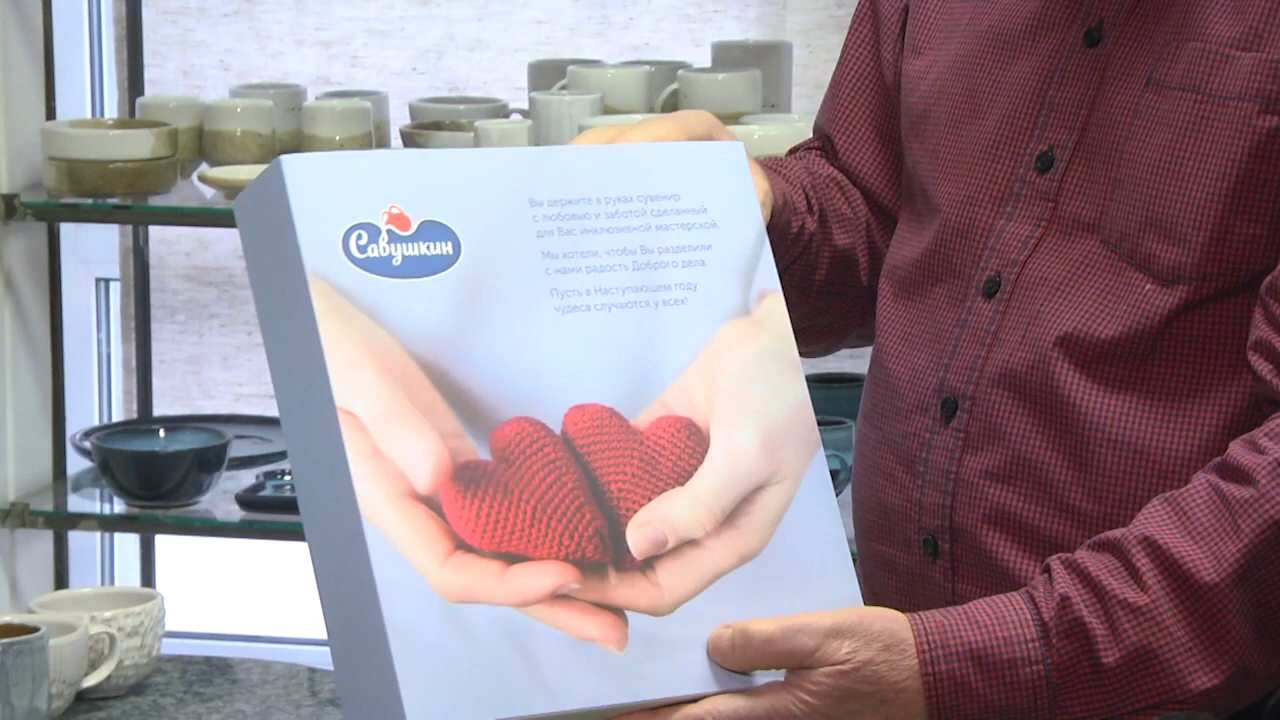 Савушкин
Вы держите в руках сувенир
с любовью и заботой сделанный
для Вас инклюзивной мастерской.
Мы хотели, чтобы Вы разделили
с нами радость Доброго дела.
Пусть в Наступающем году
чудеса случаются у всех!